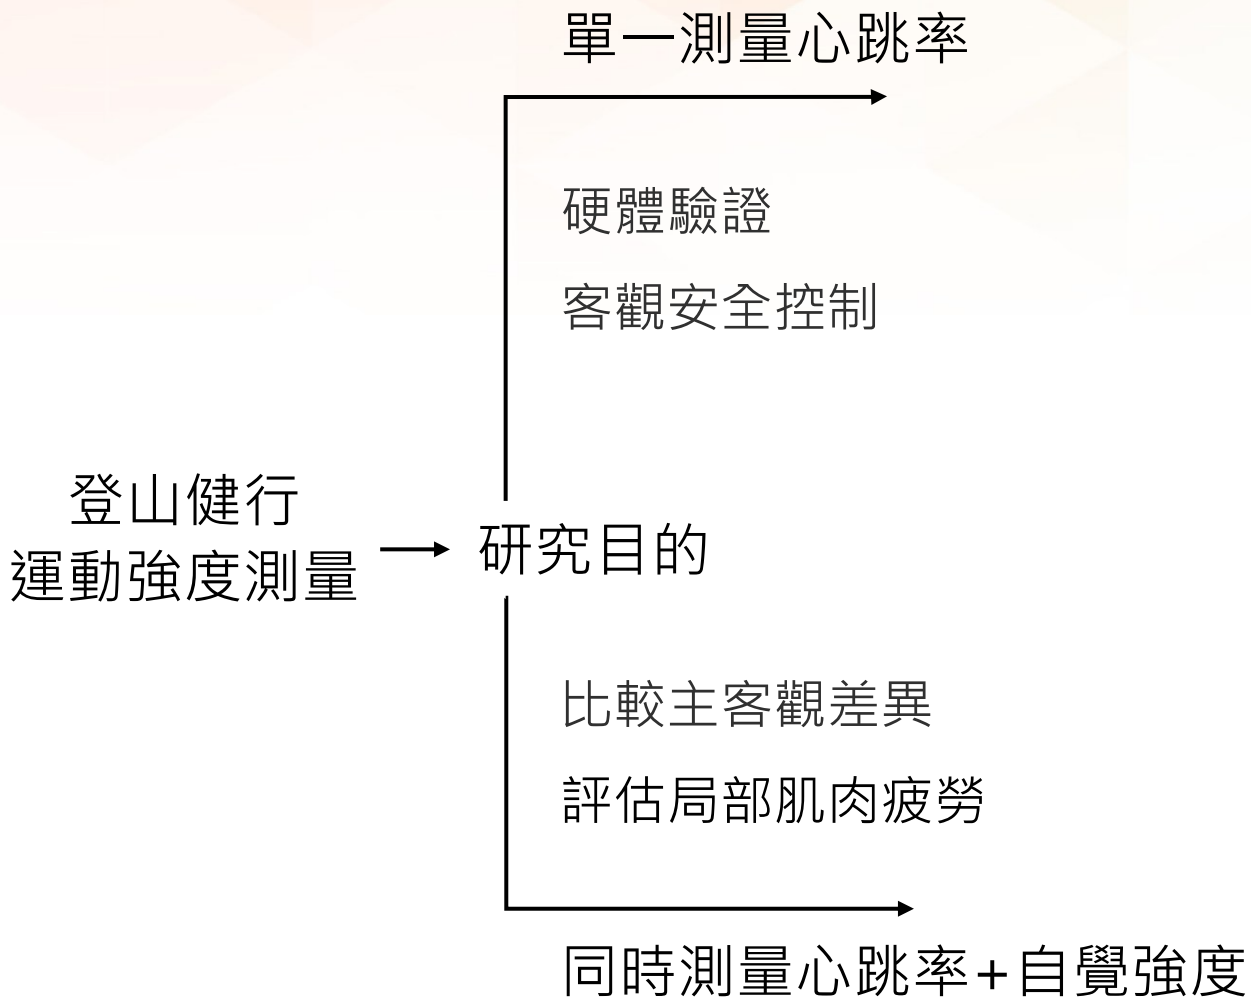 單一測量心跳率
硬體驗證
客觀安全控制
登山健行
運動強度測量
研究目的
比較主客觀差異
評估局部肌肉疲勞
同時測量心跳率+自覺強度